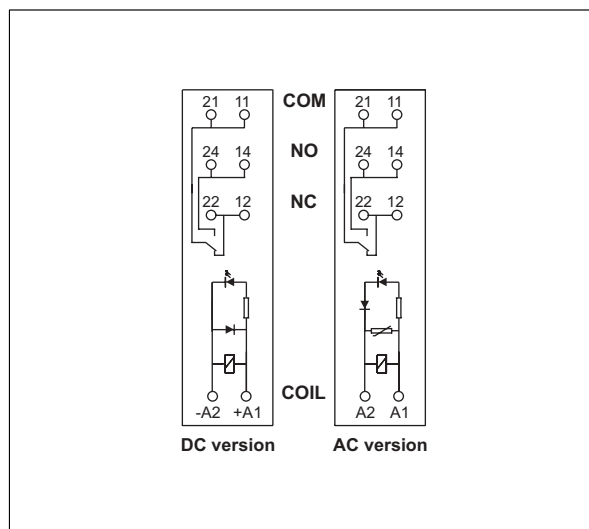 21 11 COM 21 11
24 14 NO 24 14
22 12 NC 22 12
COIL
-A2 +A1 A2 A1
DC version AC version